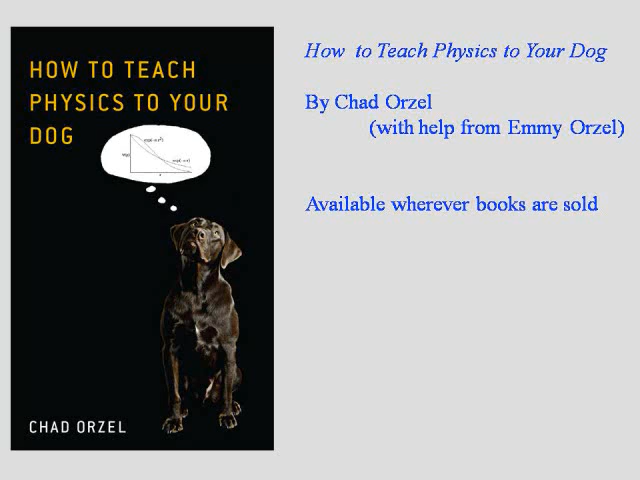 HOW TO TEACH
PHYSICS TO YOUR
DOG
CHAD ORZEL
How to Teach Physics to Your Dog
By Chad Orzel
(with help from Emmy Orzel)
Available wherever books are sold